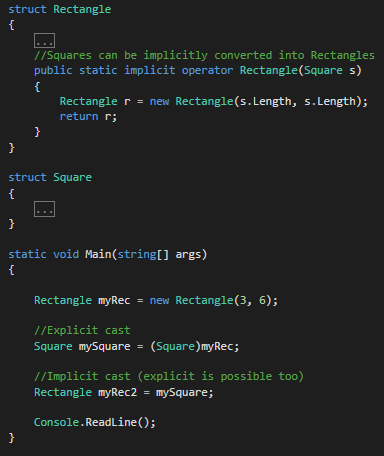 struct Rectangle
{
...
//Squares can be implicitly converted into Rectangles
public static implicit operator Rectangle(Square s)
{
Rectangle r = new Rectangle(s.Length, s.Length);
return r;
}
}
struct Square
{
...
}
static void Main(string[] args)
{
Rectangle myRec = new Rectangle(3, 6);
//Explicit cast
Square mySquare = (Square)myRec;
//Implicit cast (explicit is possible too)
Rectangle myRec2 = mySquare;
Console.ReadLine();
}